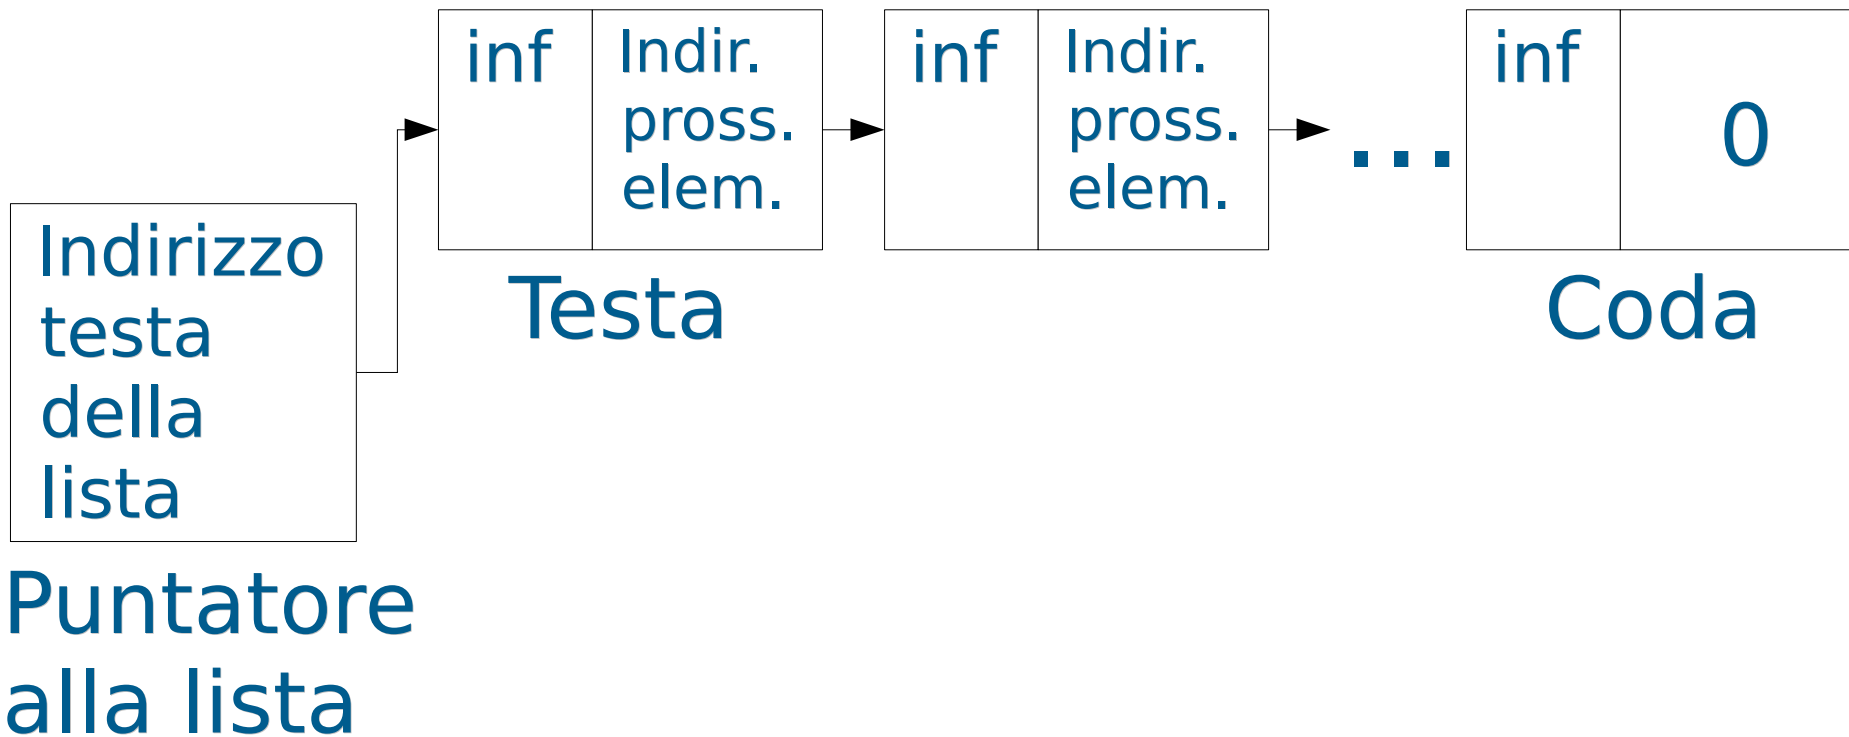 inf
Indir.
pross.
elem.
inf
Indir.
pross.
elem.
...
inf
0
Testa
Coda
Indirizzo
testa
della
lista
Puntatore
alla lista